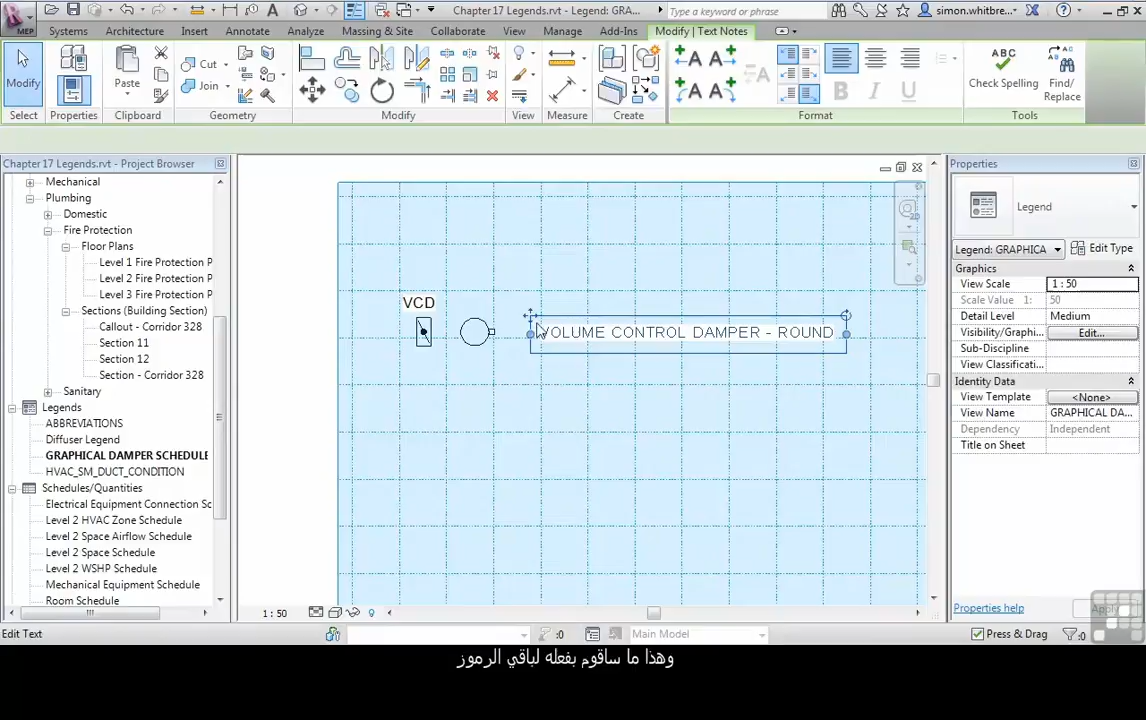 Chapter 17 Legends.rvt - Legend: GRA...
Type a keyword or phrase
simon.whitbre...
MEP
Systems
Architecture
Insert
Annotate
Analyze
Massing & Site
Collaborate
View
Manage
Add-Ins
Modify | Text Notes
Modify
Paste
Cut
Join
ABC
Check Spelling
Find/
Replace
Select
Properties
Clipboard
Geometry
Modify
View
Measure
Create
Format
Tools
Chapter 17 Legends.rvt - Project Browser
Mechanical
Plumbing
Domestic
Fire Protection
Floor Plans
Level 1 Fire Protection P
Level 2 Fire Protection P
Level 3 Fire Protection P
Sections (Building Section)
Callout - Corridor 328
Section 11
Section 12
Section - Corridor 328
Sanitary
Legends
ABBREVIATIONS
Diffuser Legend
GRAPHICAL DAMPER SCHEDULE
HVAC_SM_DUCT_CONDITION
Schedules/Quantities
Electrical Equipment Connection Sc
Level 2 HVAC Zone Schedule
Level 2 Space Airflow Schedule
Level 2 Space Schedule
Level 2 WSHP Schedule
Mechanical Equipment Schedule
Room Schedule
VCD
VOLUME CONTROL DAMPER - ROUND
Properties
Legend
Legend: GRAPHICA
Edit Type
Graphics
View Scale
1 : 50
Scale Value 1:
50
Detail Level
Medium
Visibility/Graphi...
Edit...
Sub-Discipline
View Classificati...
Identity Data
View Template
<None>
View Name
GRAPHICAL DA...
Dependency
Independent
Title on Sheet
Properties help
Apply
1 : 50
Edit Text
:0
Main Model
Press & Drag
:0
وهذا ما سأقوم بفعله لباقي الرموز